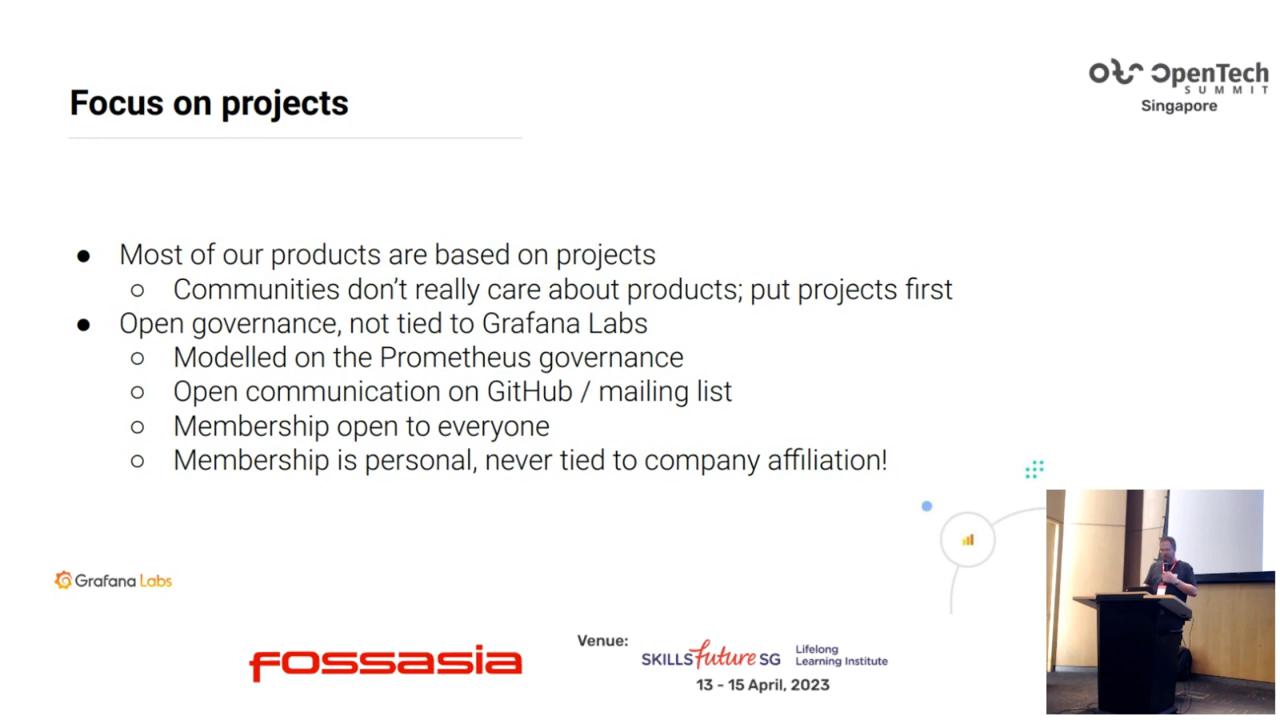 Focus on projects
OpenTech
SUMMIT
Singapore
● Most of our products are based on projects
○ Communities don’t really care about products; put projects first
● Open governance, not tied to Grafana Labs
○ Modelled on the Prometheus governance
○ Open communication on GitHub / mailing list
○ Membership open to everyone
○ Membership is personal, never tied to company affiliation!
Grafana Labs
fossasia
Venue:
SKILLSfuture SG
Lifelong
Learning Institute
13 - 15 April, 2023